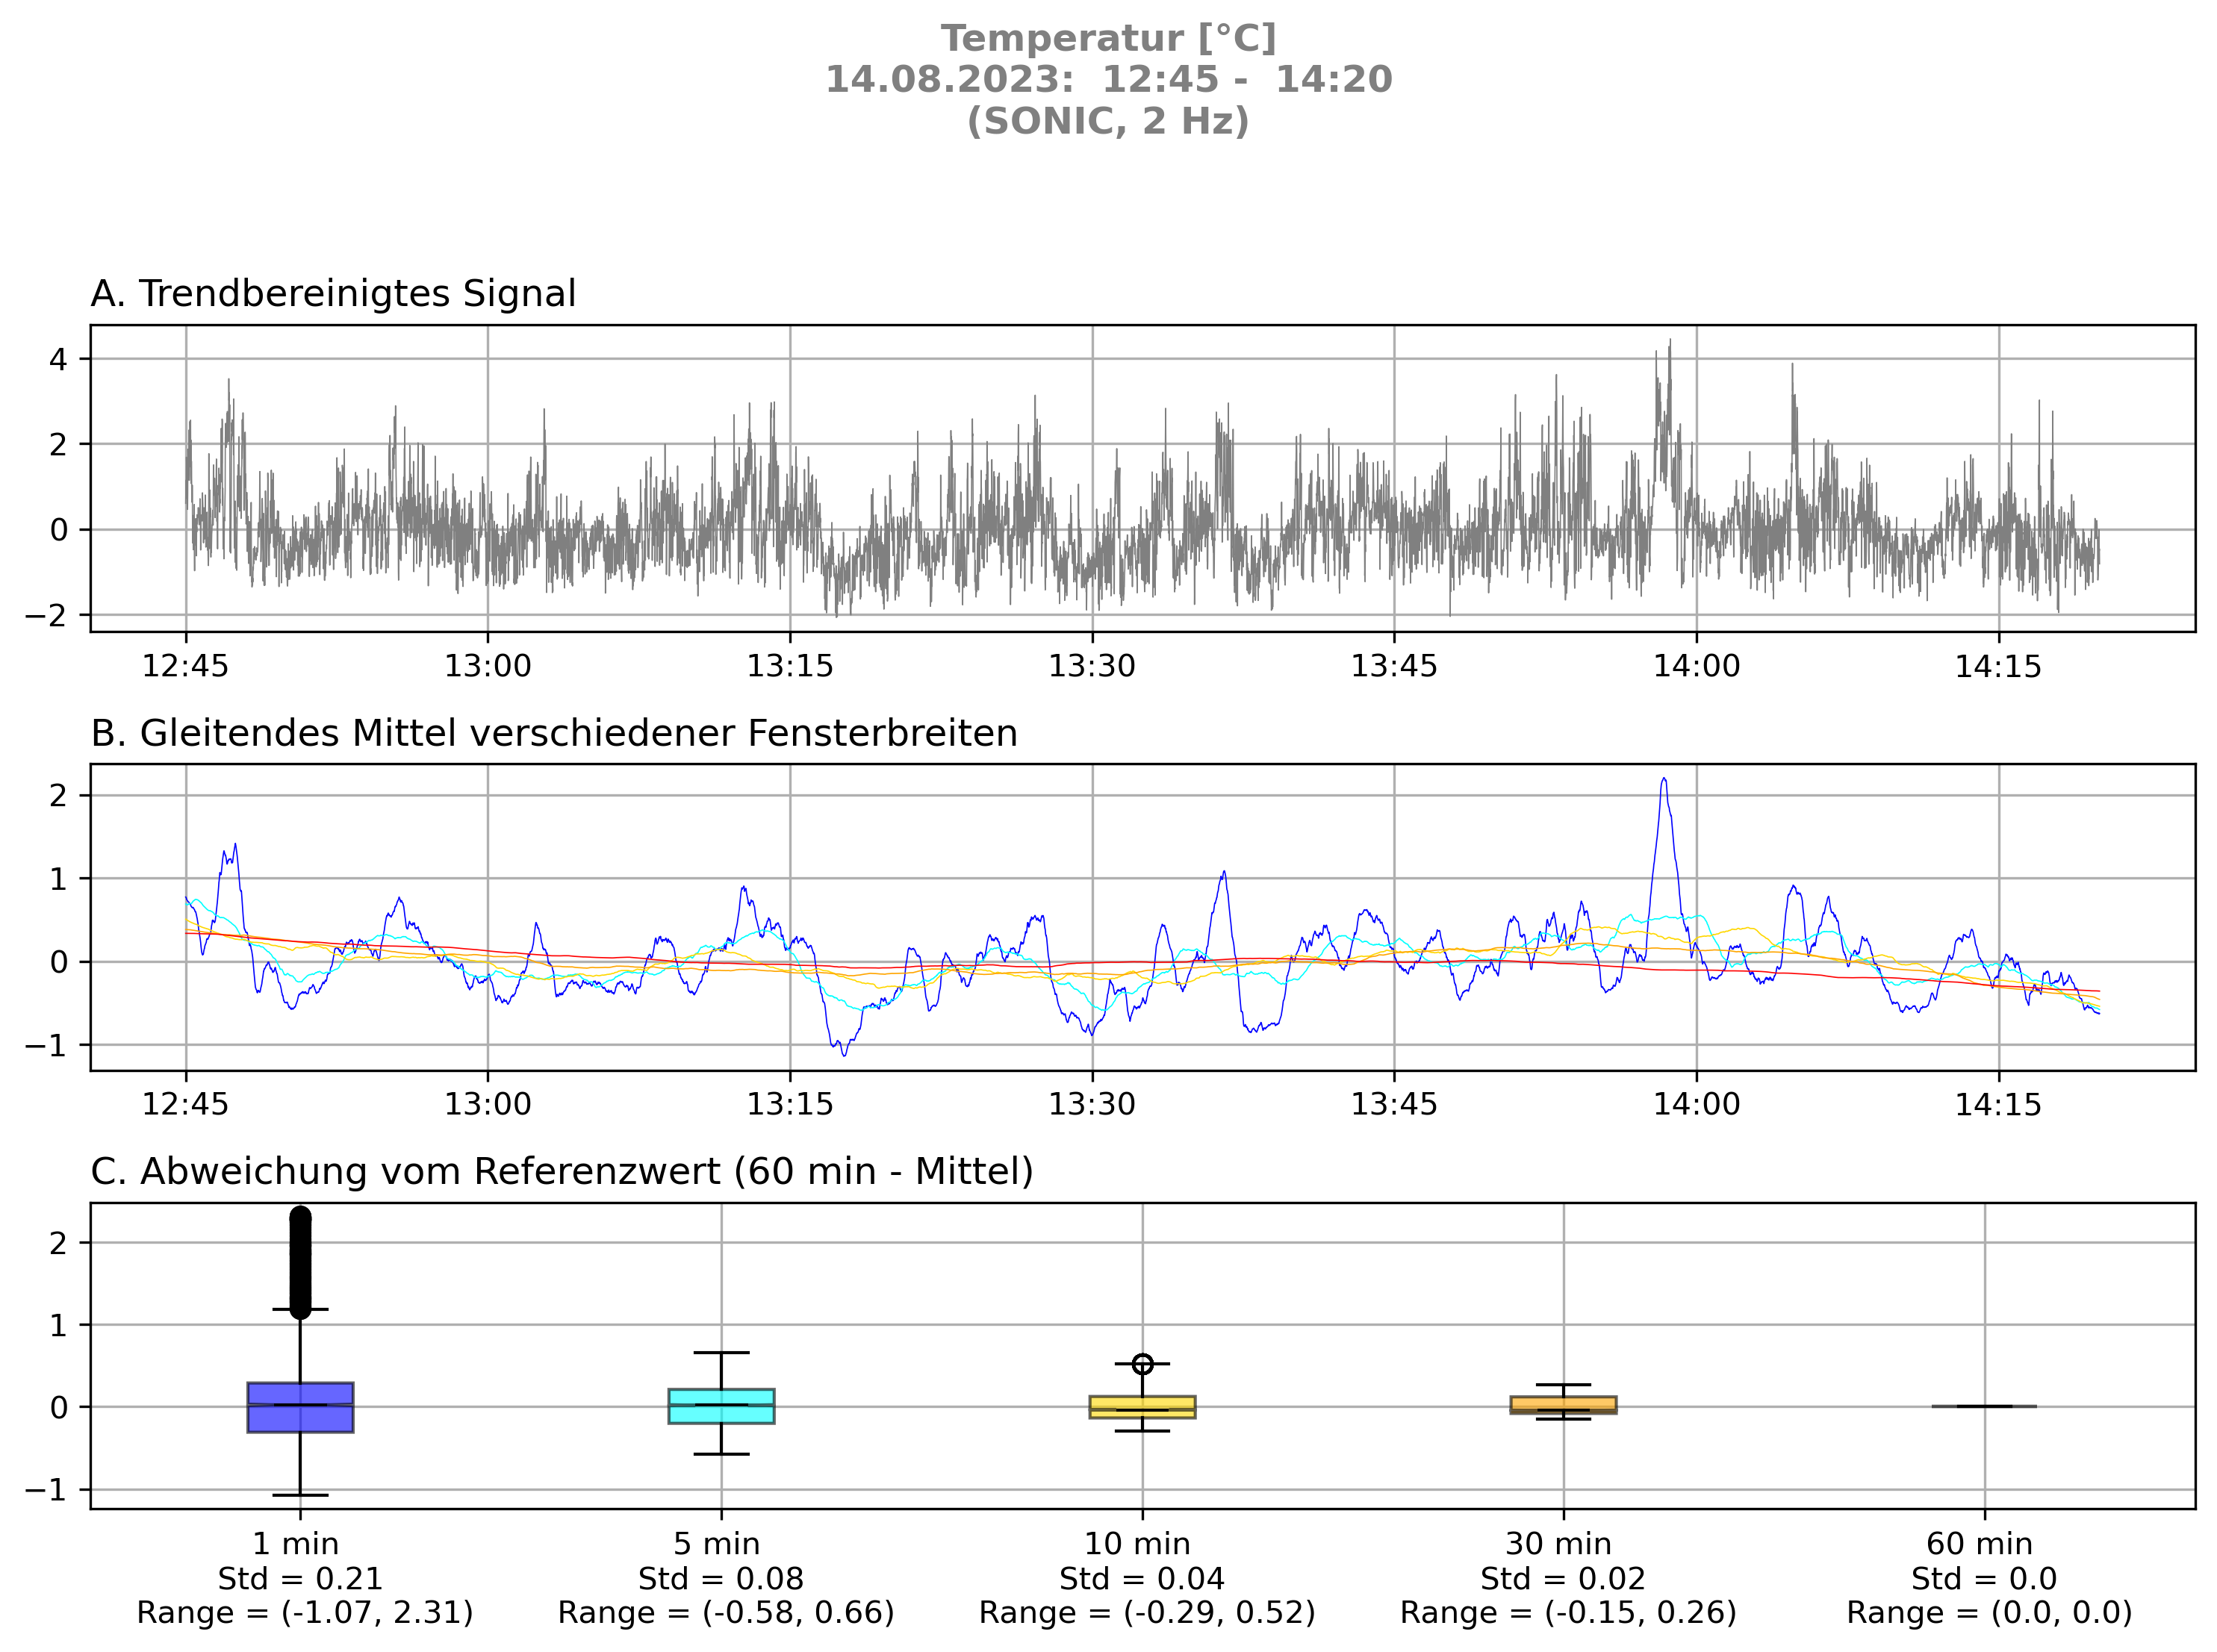 Temperatur [°C]
14.08.2023:  12:45 -  14:20
(SONIC, 2 Hz)
A. Trendbereinigtes Signal
4
2
0
−2
12:45 13:00 13:15 13:30 13:45 14:00 14:15
B. Gleitendes Mittel verschiedener Fensterbreiten
2
1
0
−1
12:45 13:00 13:15 13:30 13:45 14:00 14:15
C. Abweichung vom Referenzwert (60 min - Mittel)
2
1
0
−1
1 min 5 min 10 min 30 min 60 min
Std = 0.21 Std = 0.08 Std = 0.04 Std = 0.02 Std = 0.0
Range = (-1.07, 2.31) Range = (-0.58, 0.66) Range = (-0.29, 0.52) Range = (-0.15, 0.26) Range = (0.0, 0.0)